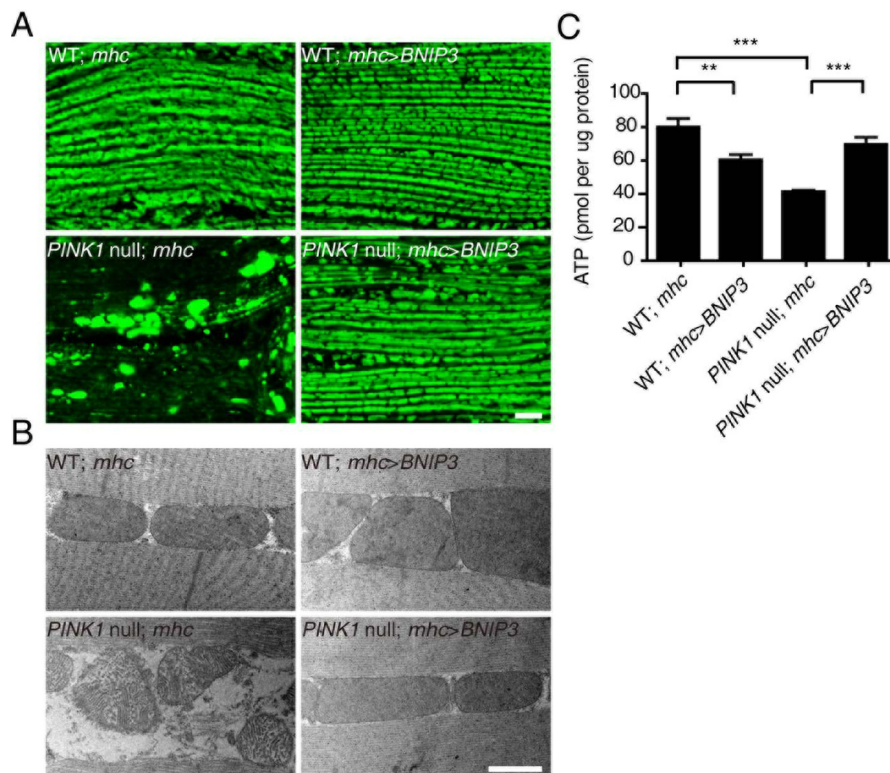 A
WT; mhc
WT; mhc>BNIP3
PINK1 null; mhc
PINK1 null; mhc>BNIP3
B
WT; mhc
WT; mhc>BNIP3
PINK1 null; mhc
PINK1 null; mhc>BNIP3
C
***
**
***
ATP (pmol per ug protein)
100
80
60
40
20
0
WT; mhc
WT; mhc>BNIP3
PINK1 null; mhc
PINK1 null; mhc>BNIP3